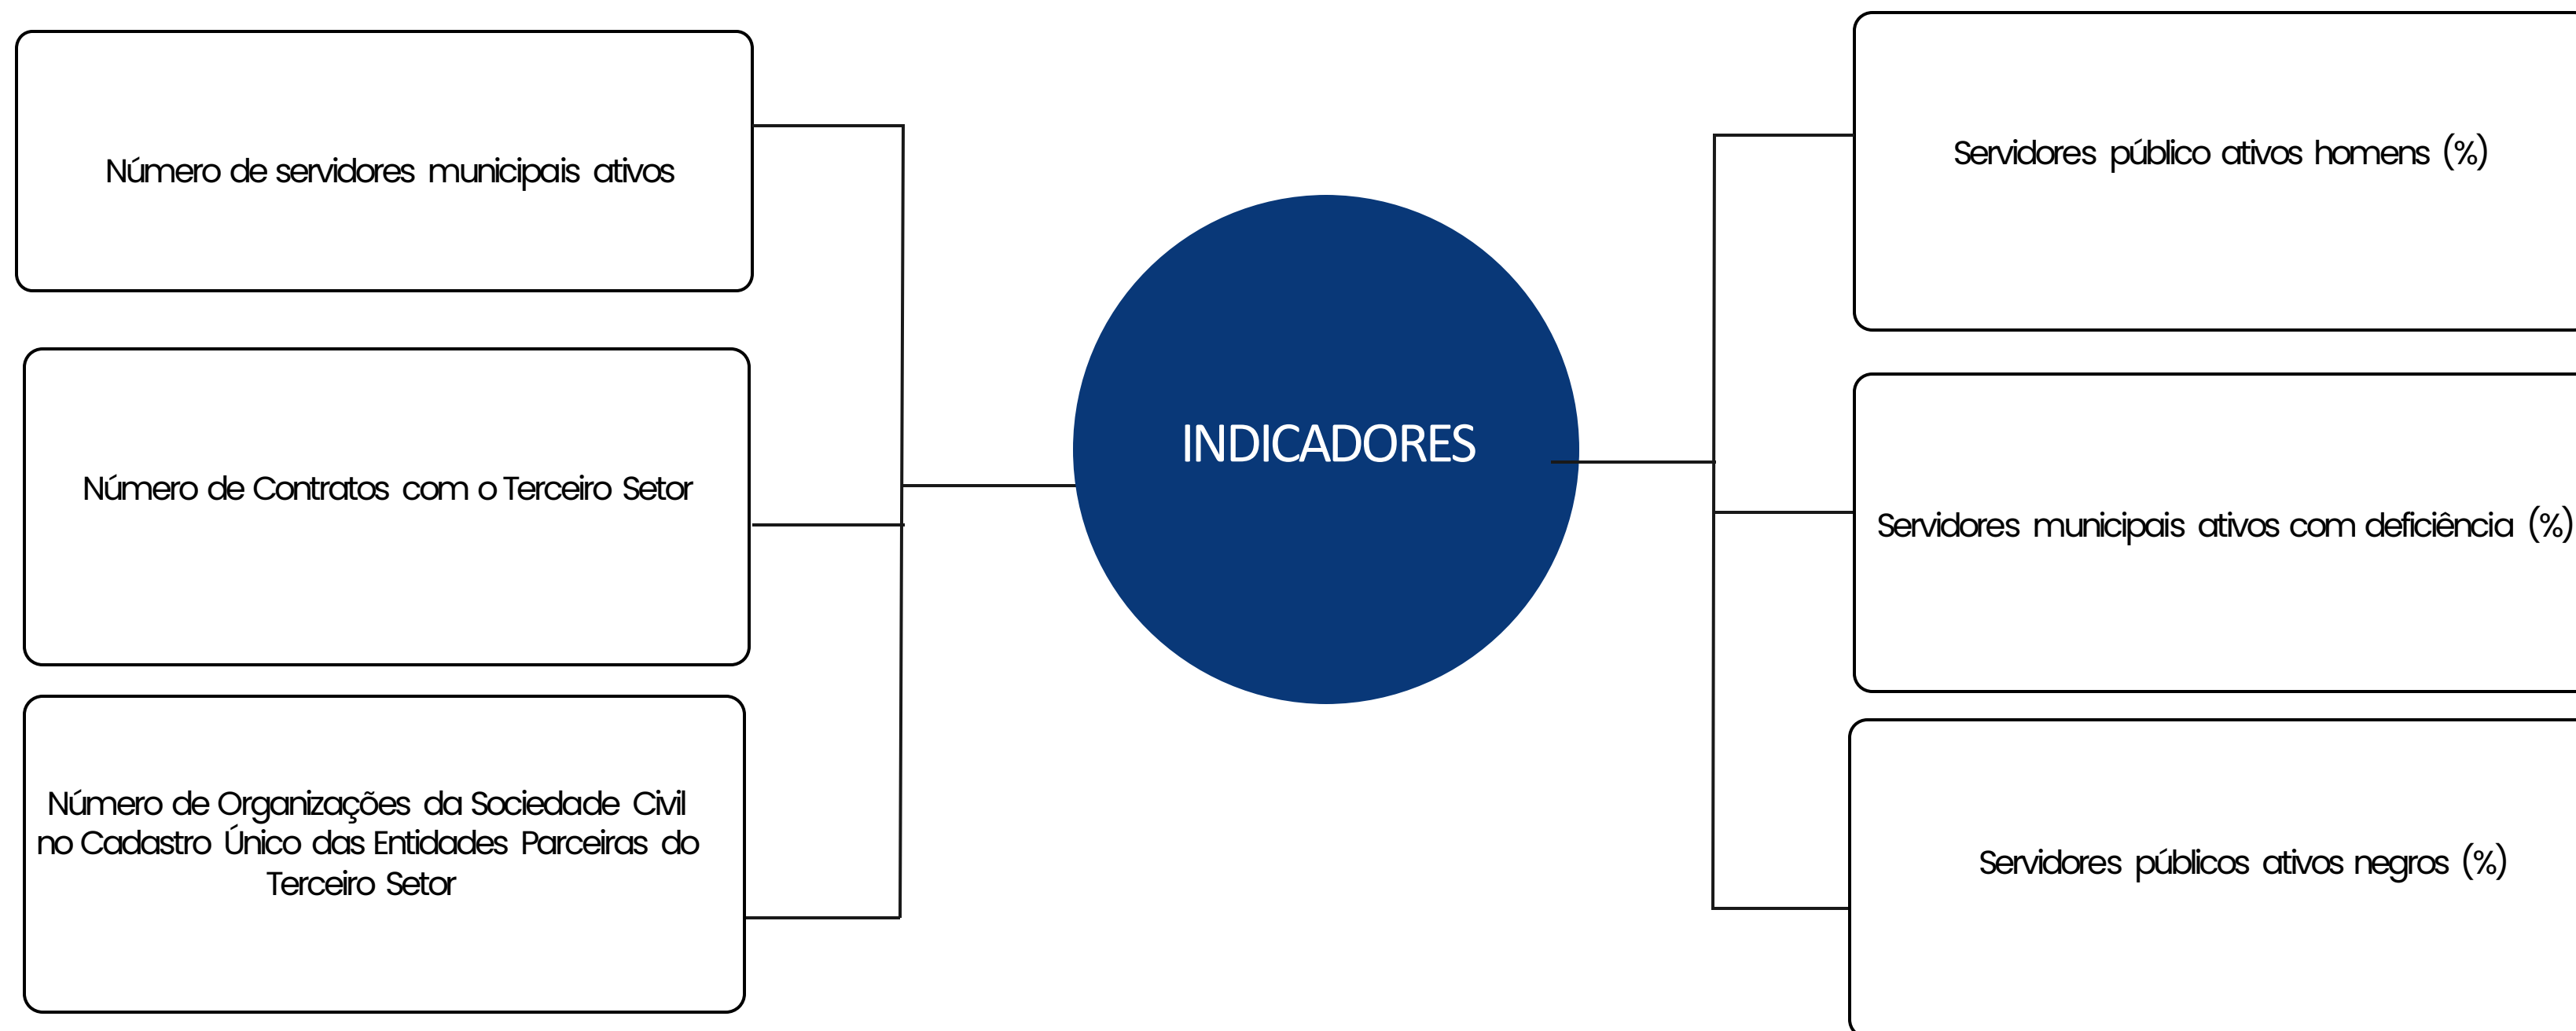 Número de servidores municipais ativos
Número de Contratos com o Terceiro Setor
Número de Organizações da Sociedade Civil
no Cadastro Único das Entidades Parceiras do
Terceiro Setor
INDICADORES
Servidores público ativos homens (%)
Servidores municipais ativos com deficiência (%)
Servidores públicos ativos negros (%)